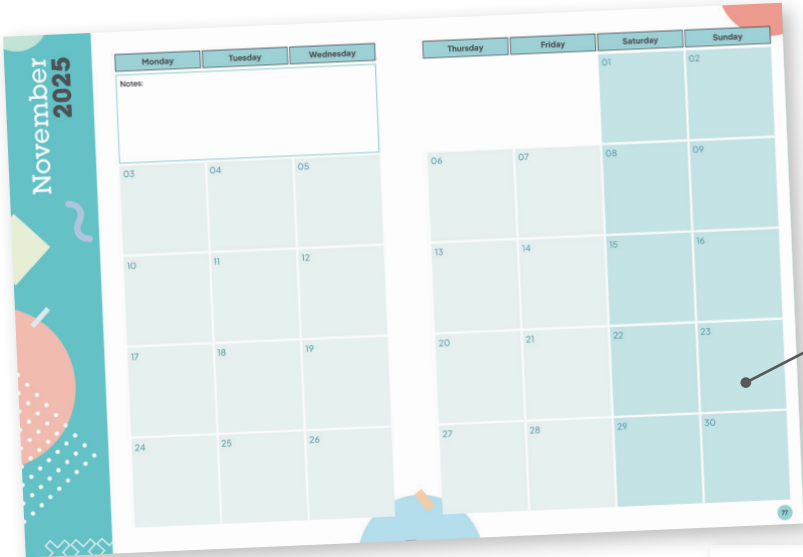 November
2025
Monday Tuesday Wednesday Thursday Friday Saturday Sunday
Notes:
01 02
03 04 05 06 07 08 09
10 11 12 13 14 15 16
17 18 19 20 21 22 23
24 25 26 27 28 29 30
77